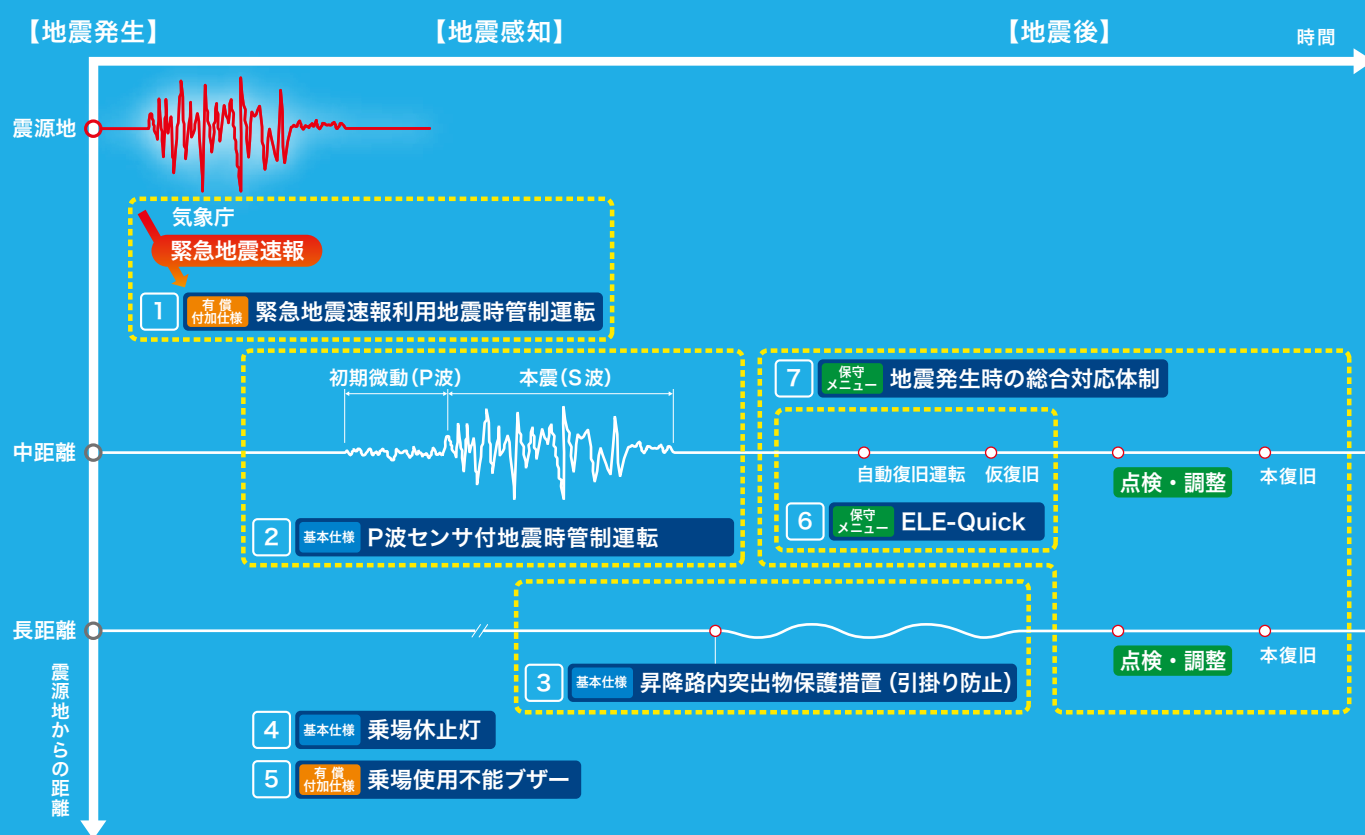 【地震発生】
【地震感知】
【地震後】
時間
震源地
気象庁
緊急地震速報
1 有償付加仕様 緊急地震速報利用地震時管制運転
初期微動(P波)
本震(S波)
7 保守メニュー 地震発生時の総合対応体制
中距離
自動復旧運転
仮復旧
点検・調整
本復旧
2 基本仕様 P波センサ付地震時管制運転
6 保守メニュー ELE-Quick
長距離
点検・調整
本復旧
3 基本仕様 昇降路内突出物保護措置(引掛り防止)
4 基本仕様 乗場休止灯
5 有償付加仕様 乗場使用不能ブザー
震源地からの距離